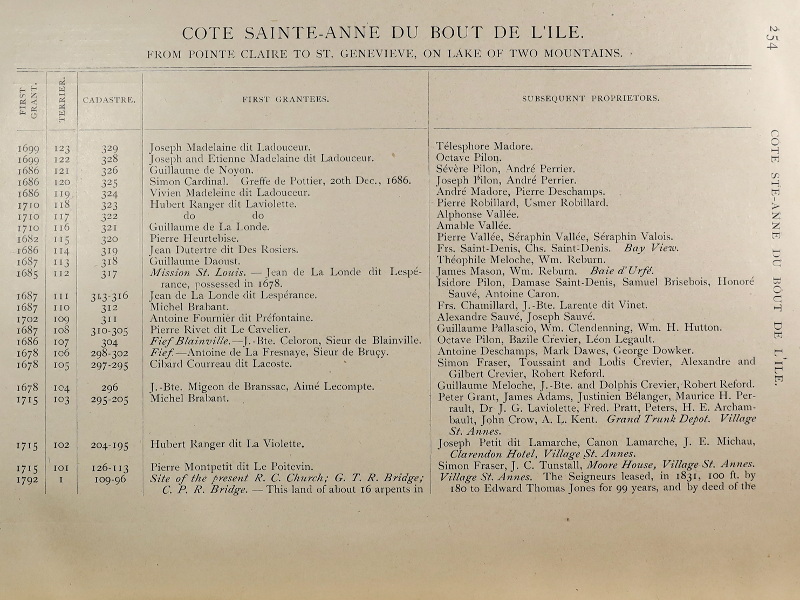 COTE SAINTE-ANNE DU BOUT DE L'ILE.
254
FROM POINTE CLAIRE TO ST. GENEVIEVE, ON LAKE OF TWO MOUNTAINS.
FIRST GRANT. TERRIER. CADASTRE. FIRST GRANTEES. SUBSEQUENT PROPRIETORS.
1699 123 329 Joseph Madelaine dit Ladouceur. Télesphore Madore.
1699 122 328 Joseph and Etienne Madelaine dit Ladouceur. Octave Pilon.
1686 121 326 Guillaume de Noyon. Sévère Pilon, André Perrier.
1686 120 325 Simon Cardinal. Greffe de Pottier, 20th Dec., 1686. Joseph Pilon, André Perrier.
1686 119 324 Vivien Madeleine dit Ladouceur. André Madore, Pierre Deschamps.
1710 118 323 Hubert Ranger dit Laviolette. Pierre Robillard, Usmer Robillard.
1710 117 322 do do Alphonse Vallée.
1710 116 321 Guillaume de La Londe. Amable Vallée.
1682 115 320 Pierre Heurtebise. Pierre Vallée, Séraphin Vallée, Séraphin Valois.
1686 114 319 Jean Dutertre dit Des Rosiers. Frs. Saint-Denis, Chs. Saint-Denis. Bay View.
1687 113 318 Guillaume Daoust. Théophile Meloche, Wm. Reburn.
1685 112 317 Mission St. Louis. — Jean de La Londe dit Lespé- James Mason, Wm. Reburn. Baie d'Urfé.
rance, possessed in 1678. Isidore Pilon, Damase Saint-Denis, Samuel Brisebois, Honoré
1687 111 313-316 Jean de La Londe dit Lespérance. Sauvé, Antoine Caron.
1687 110 312 Michel Brabant. Frs. Chamillard, J.-Bte. Larente dit Vinet.
1702 109 311 Antoine Fournier dit Préfontaine. Alexandre Sauvé, Joseph Sauvé.
1687 108 310-305 Pierre Rivet dit Le Cavelier. Guillaume Pallascio, Wm. Clendenning, Wm. H. Hutton.
1686 107 304 Fief Blainville.—J.-Bte. Celoron, Sieur de Blainville. Octave Pilon, Bazile Crevier, Léon Legault.
1678 106 298-302 Fief.—Antoine de La Fresnaye, Sieur de Bruçy. Antoine Deschamps, Mark Dawes, George Dowker.
1678 105 297-295 Cibard Courreau dit Lacoste. Simon Fraser, Toussaint and Lodis Crevier, Alexandre and
Gilbert Crevier, Robert Reford.
1678 104 296 J.-Bte. Migeon de Branssac, Aimé Lecompte. Guillaume Meloche, J.-Bte. and Dolphis Crevier, Robert Reford.
1715 103 295-205 Michel Brabant. Peter Grant, James Adams, Justinien Bélanger, Maurice H. Per-
rault, Dr J. G. Laviolette, Fred. Pratt, Peters, H. E. Archam-
bault, John Crow, A. L. Kent. Grand Trunk Depot. Village
St. Annes.
1715 102 204-195 Hubert Ranger dit La Violette. Joseph Petit dit Lamarche, Canon Lamarche, J. E. Michau,
Clarendon Hotel, Village St. Annes.
1715 101 126-113 Pierre Montpetit dit Le Poitevin. Simon Fraser, J. C. Tunstall, Moore House, Village St. Annes.
1792 1 109-96 Site of the present R. C. Church; G. T. R. Bridge; Village St. Annes. The Seigneurs leased, in 1831, 100 ft. by
C. P. R. Bridge. — This land of about 16 arpents in 180 to Edward Thomas Jones for 99 years, and by deed of the
COTE STE-ANNE DU BOUT DE L'ILE.